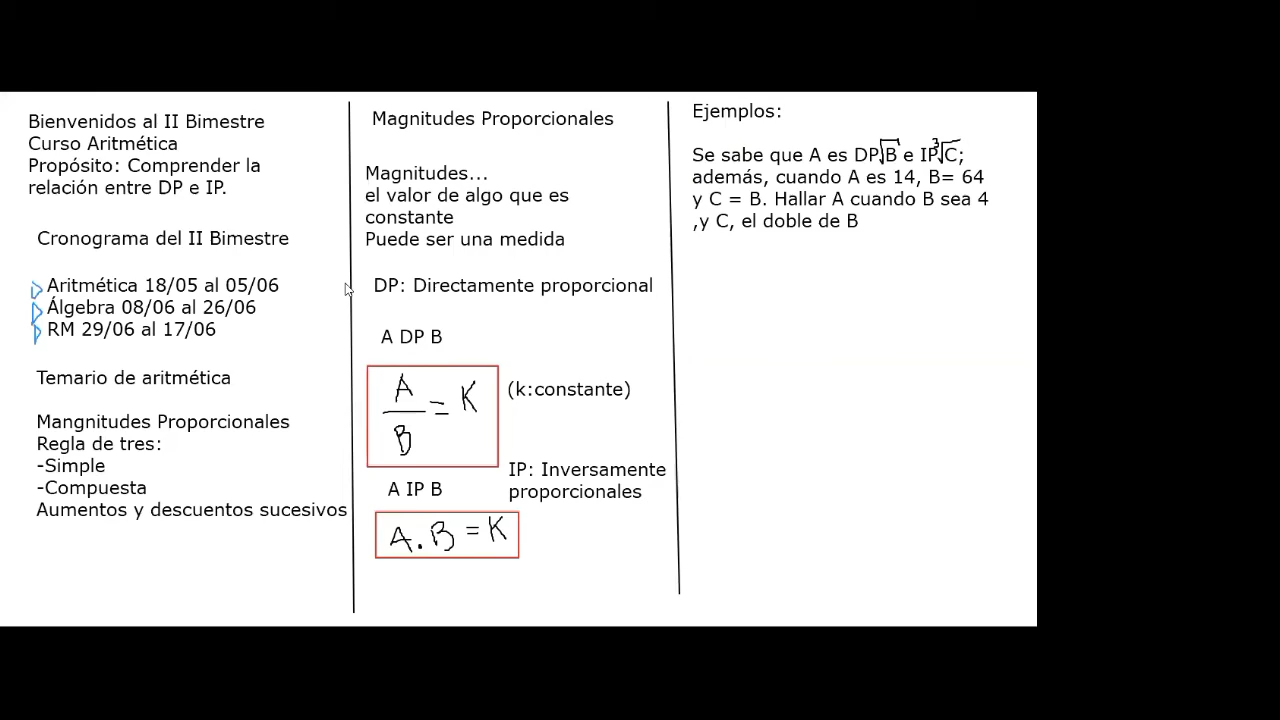 Bienvenidos al II Bimestre
Curso Aritmética
Propósito: Comprender la
relación entre DP e IP.
Cronograma del II Bimestre
Aritmética 18/05 al 05/06
Álgebra 08/06 al 26/06
RM 29/06 al 17/06
Temario de aritmética
Mangnitudes Proporcionales
Regla de tres:
-Simple
-Compuesta
Aumentos y descuentos sucesivos
Magnitudes Proporcionales
Magnitudes...
el valor de algo que es
constante
Puede ser una medida
DP: Directamente proporcional
A DP B
A/B = K
(k:constante)
IP: Inversamente
proporcionales
A IP B
A.B = K
Ejemplos:
Se sabe que A es DP√B e IP∛C;
además, cuando A es 14, B= 64
y C = B. Hallar A cuando B sea 4
,y C, el doble de B